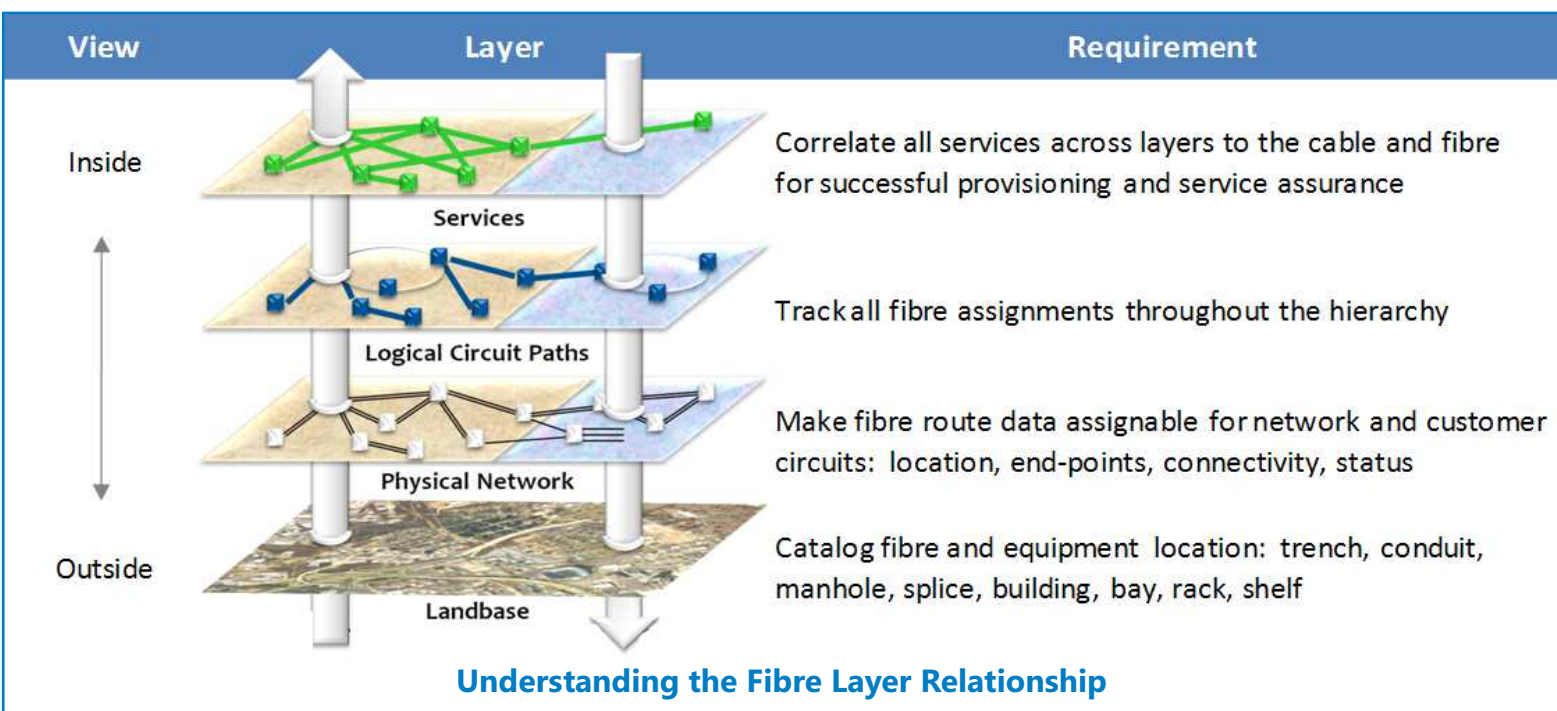 View
Layer
Requirement
Inside
Services
Correlate all services across layers to the cable and fibre
for successful provisioning and service assurance
Logical Circuit Paths
Track all fibre assignments throughout the hierarchy
Physical Network
Make fibre route data assignable for network and customer
circuits: location, end-points, connectivity, status
Outside
Landbase
Catalog fibre and equipment location: trench, conduit,
manhole, splice, building, bay, rack, shelf
Understanding the Fibre Layer Relationship